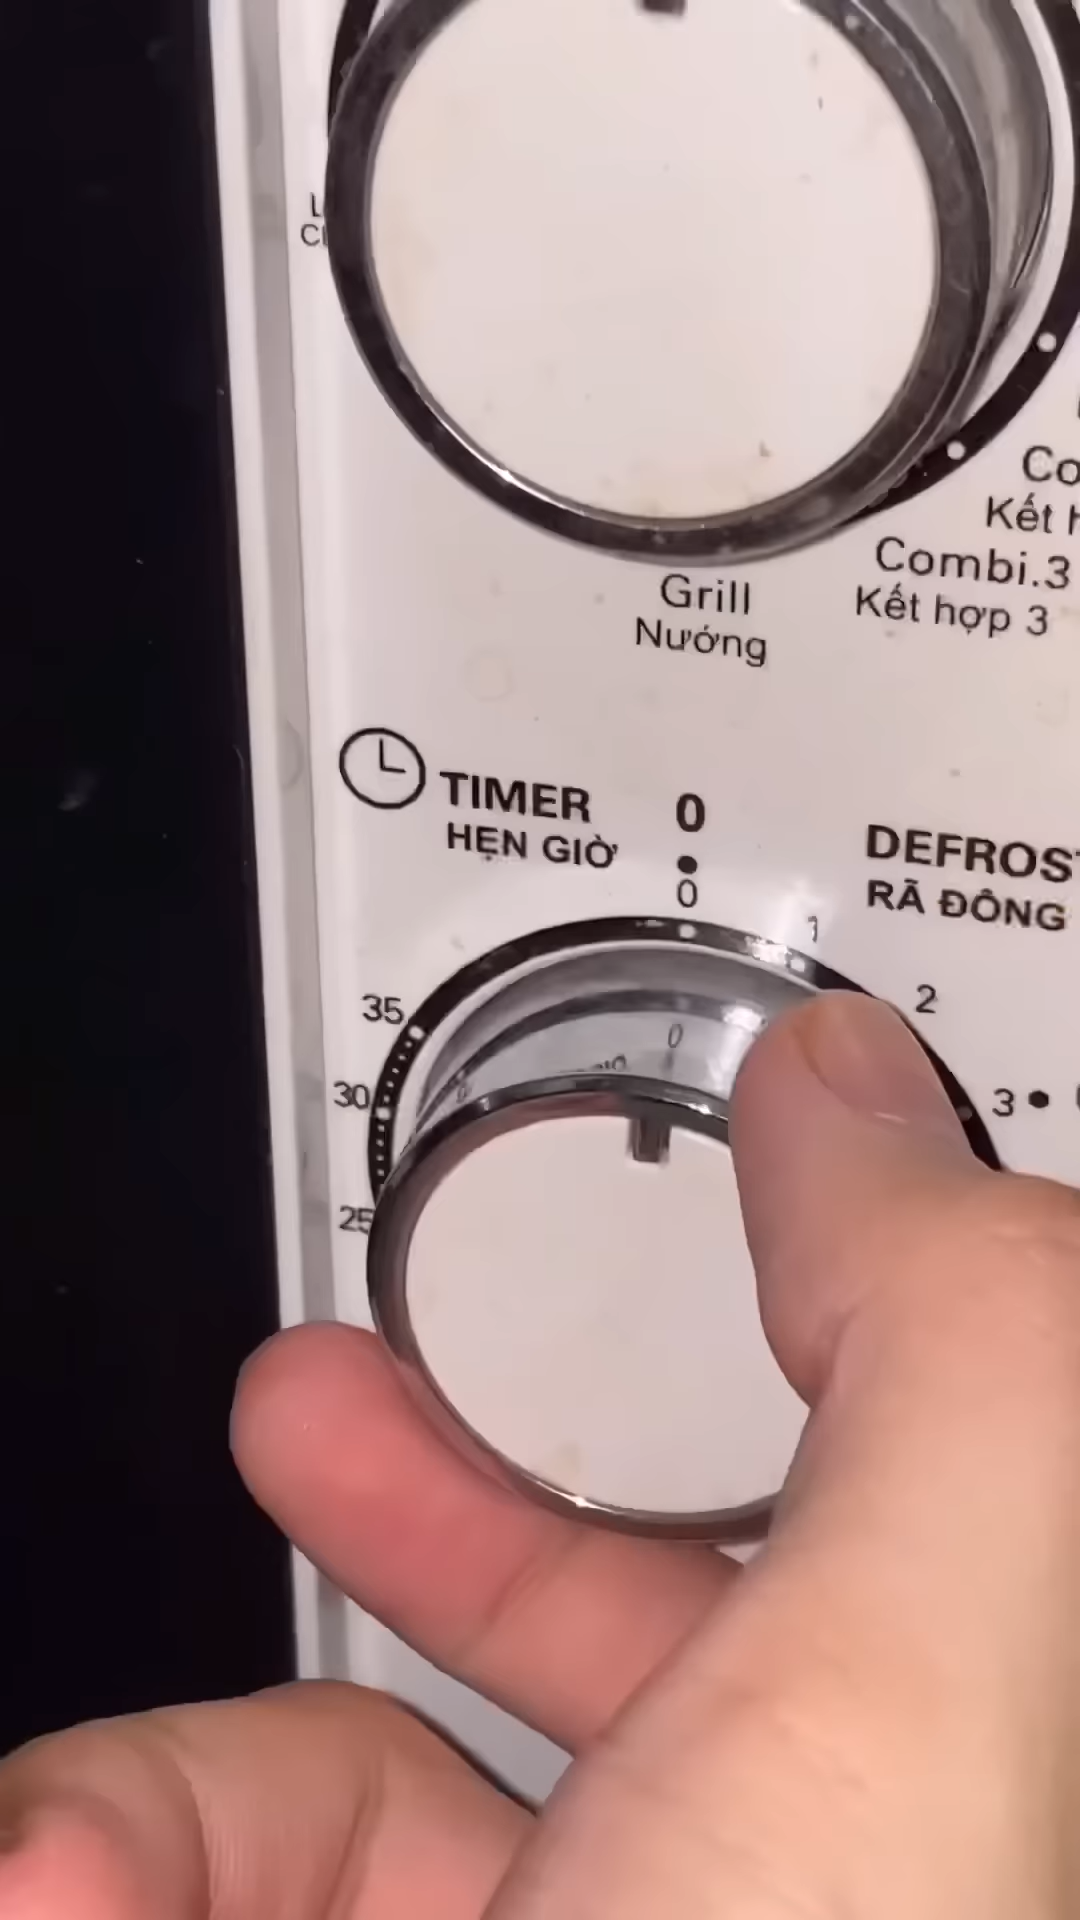 Grill
Nướng
Combi.3
Kết hợp 3
TIMER
HẸN GIỜ
0
0
DEFROST
RÃ ĐÔNG
1
2
3
35
30
25
0